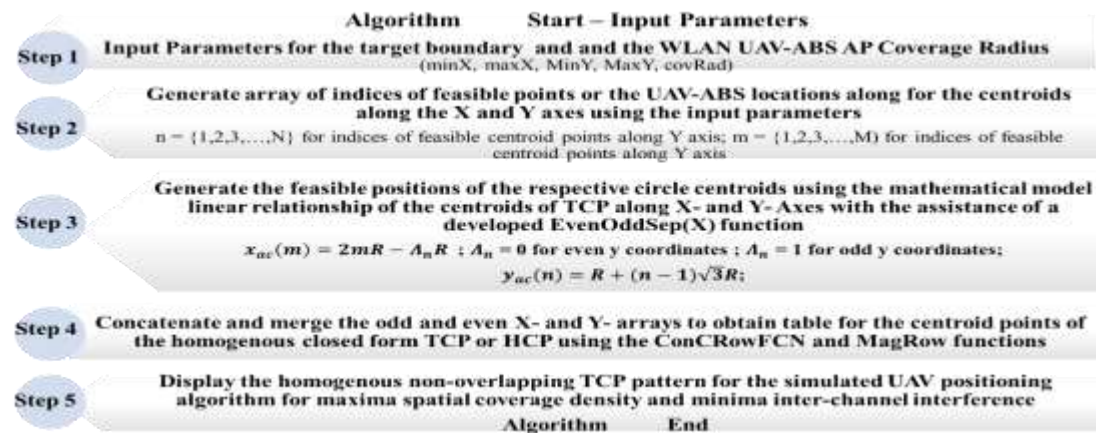 Algorithm Start – Input Parameters
Step 1
Input Parameters for the target boundary and and the WLAN UAV-ABS AP Coverage Radius
(minX, maxX, MinY, MaxY, covRad)
Step 2
Generate array of indices of feasible points or the UAV-ABS locations along for the centroids
along the X and Y axes using the input parameters
n = {1,2,3,…,N} for indices of feasible centroid points along Y axis; m = {1,2,3,…,M) for indices of feasible
centroid points along Y axis
Step 3
Generate the feasible positions of the respective circle centroids using the mathematical model
linear relationship of the centroids of TCP along X- and Y- Axes with the assistance of a
developed EvenOddSep(X) function
x_ac(m) = 2mR − Λ_nR ; Λ_n = 0 for even y coordinates ; Λ_n = 1 for odd y coordinates;
y_ac(n) = R + (n − 1)√3R;
Step 4
Concatenate and merge the odd and even X- and Y- arrays to obtain table for the centroid points of
the homogenous closed form TCP or HCP using the ConCRowFCN and MagRow functions
Step 5
Display the homogenous non-overlapping TCP pattern for the simulated UAV positioning
algorithm for maxima spatial coverage density and minima inter-channel interference
Algorithm End